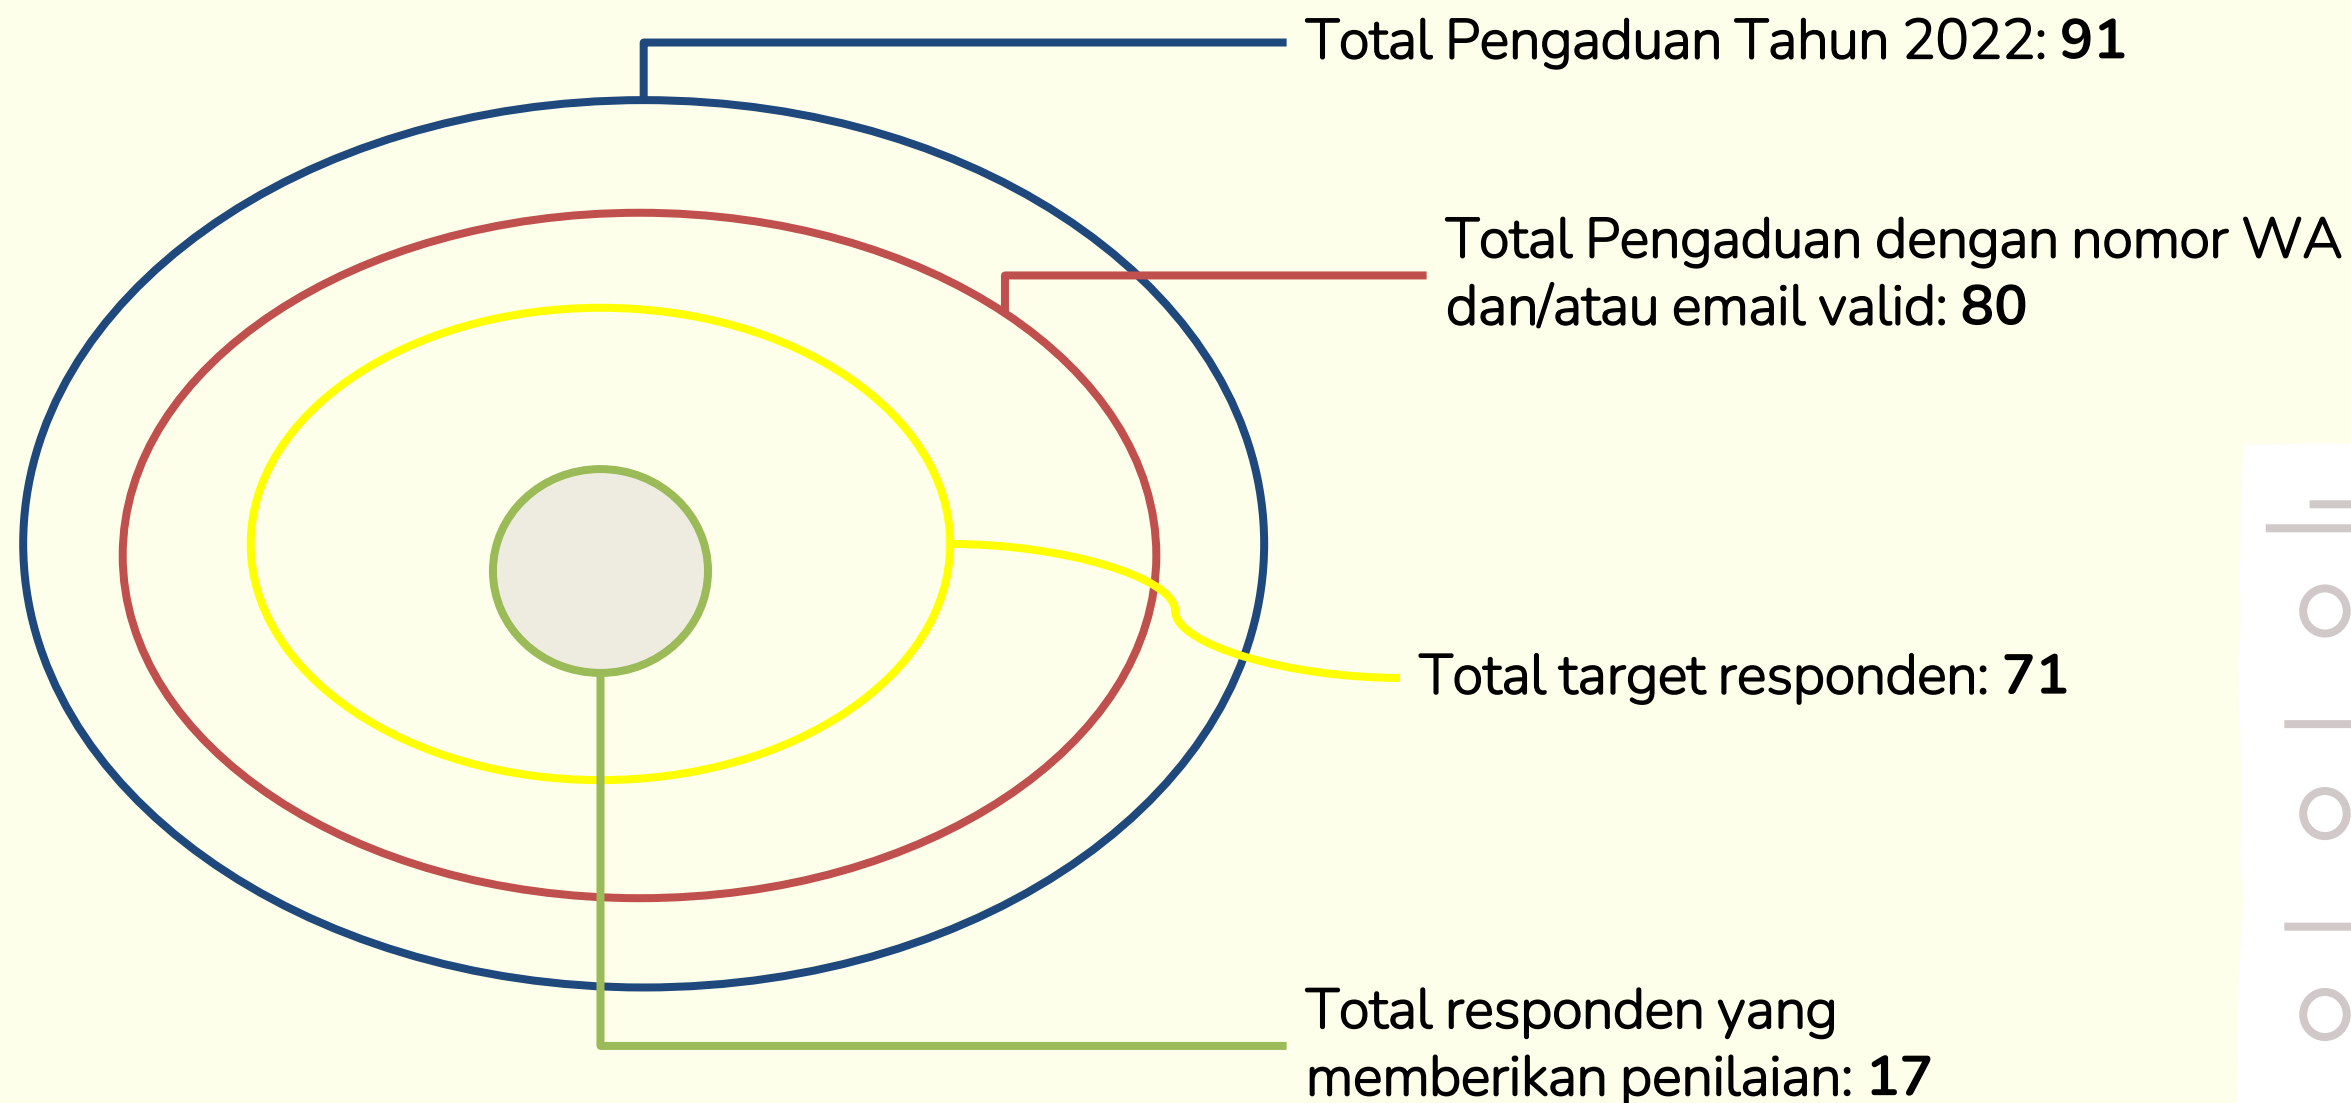 Total Pengaduan Tahun 2022: 91
Total Pengaduan dengan nomor WA
dan/atau email valid: 80
Total target responden: 71
Total responden yang
memberikan penilaian: 17